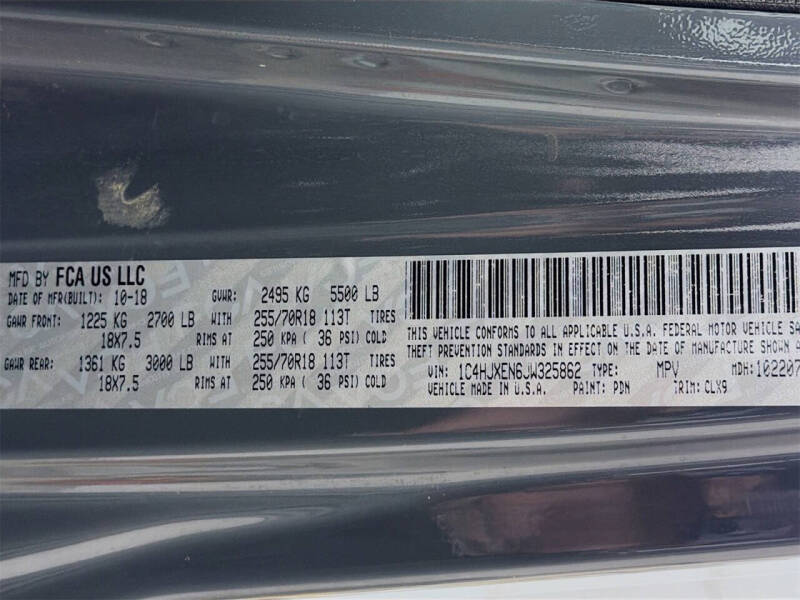 MFD BY FCA US LLC
DATE OF MFR(BUILT): 10-18 GVWR: 2495 KG 5500 LB
GAWR FRONT: 1225 KG 2700 LB WITH 255/70R18 113T TIRES
18X7.5 RIMS AT 250 KPA ( 36 PSI) COLD
GAWR REAR: 1361 KG 3000 LB WITH 255/70R18 113T TIRES
18X7.5 RIMS AT 250 KPA ( 36 PSI) COLD
THIS VEHICLE CONFORMS TO ALL APPLICABLE U.S.A. FEDERAL MOTOR VEHICLE SA
THEFT PREVENTION STANDARDS IN EFFECT ON THE DATE OF MANUFACTURE SHOWN A
VIN: 1C4HJXEN6JW325862 TYPE: MPV MDH: 102207
VEHICLE MADE IN U.S.A. PAINT: PDN TRIM: CLX9